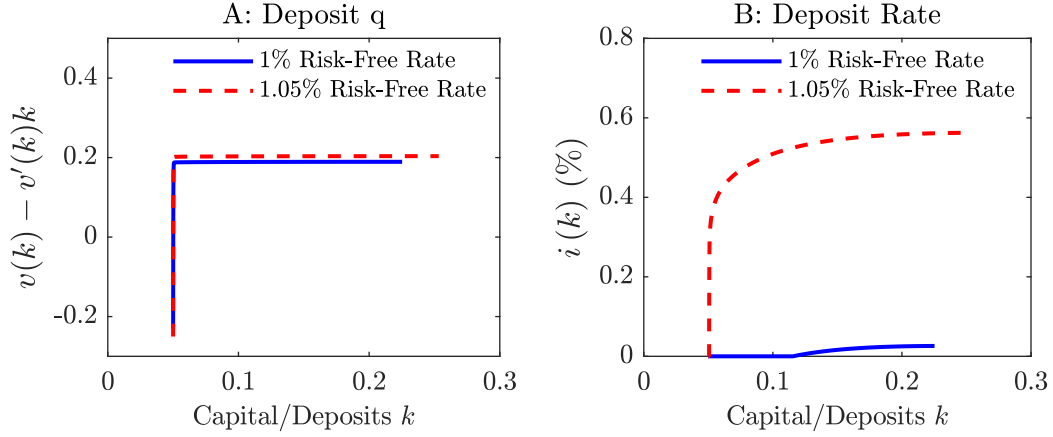 A: Deposit q
1% Risk-Free Rate
1.05% Risk-Free Rate
v(k) − v′(k)k
0.4
0.2
0
-0.2
0
0.1
0.2
0.3
Capital/Deposits k
B: Deposit Rate
1% Risk-Free Rate
1.05% Risk-Free Rate
i (k) (%)
0.8
0.6
0.4
0.2
0
0
0.1
0.2
0.3
Capital/Deposits k